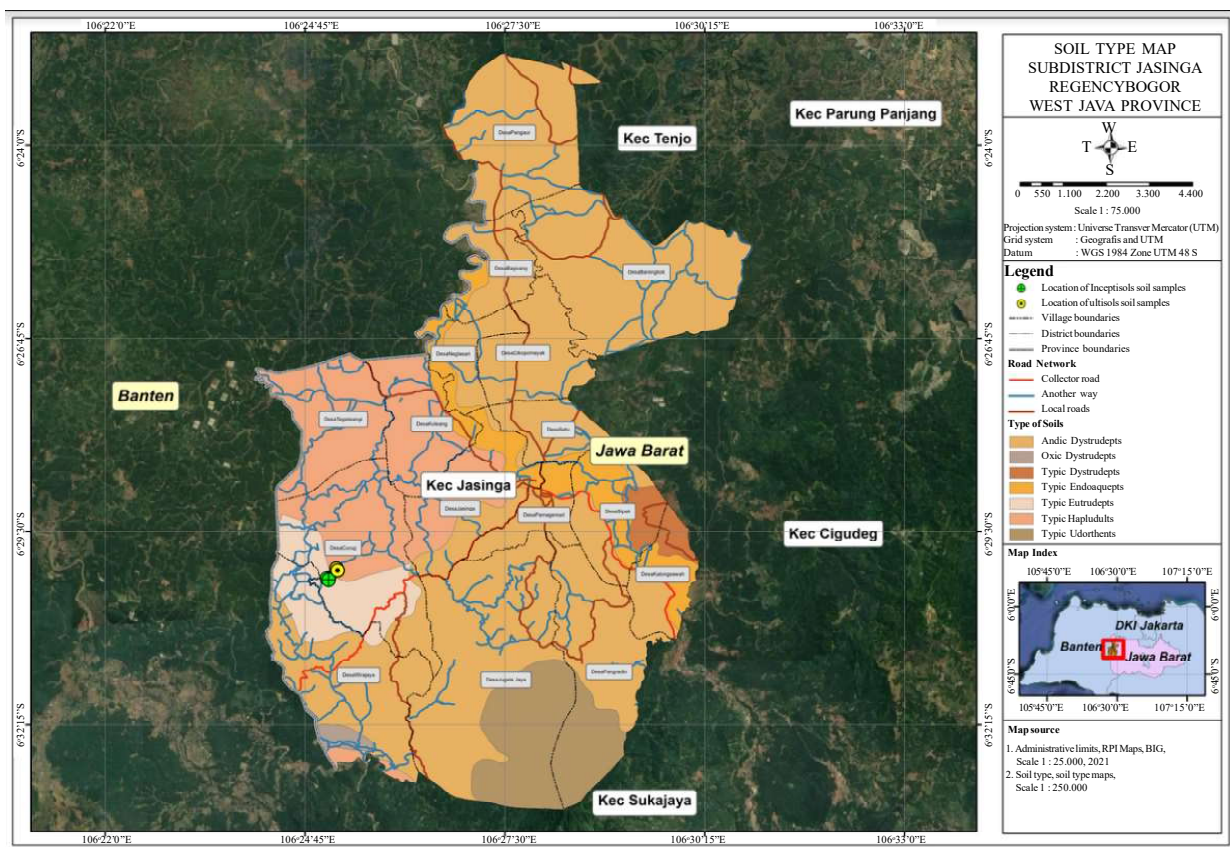 106°22'0"E 106°24'45"E 106°27'30"E 106°30'15"E 106°33'0"E
6°24'0"S
6°26'45"S
6°29'30"S
6°32'15"S
6°24'0"S
6°26'45"S
6°29'30"S
6°32'15"S
106°22'0"E 106°24'45"E 106°27'30"E 106°30'15"E 106°33'0"E
Kec Parung Panjang
Kec Tenjo
DesaPangaur
Banten
DesaNeglasari
Jawa Barat
Kec Jasinga
DesaJasinga
DesaPamagersari
Kec Cigudeg
DesaCurug
DesaWirajaya
Kec Sukajaya
SOIL TYPE MAP
SUBDISTRICT JASINGA
REGENCYBOGOR
WEST JAVA PROVINCE
W
T E
S
0 550 1.100 2.200 3.300 4.400
Scale 1 : 75.000
Projection system : Universe Transver Mercator (UTM)
Grid system : Geografis and UTM
Datum : WGS 1984 Zone UTM 48 S
Legend
Location of Inceptisols soil samples
Location of ultisols soil samples
Village boundaries
District boundaries
Province boundaries
Road Network
Collector road
Another way
Local roads
Type of Soils
Andic Dystrudepts
Oxic Dystrudepts
Typic Dystrudepts
Typic Endoaquepts
Typic Eutrudepts
Typic Hapludults
Typic Udorthents
Map Index
105°45'0"E 106°30'0"E 107°15'0"E
6°0'0"S
6°45'0"S
6°0'0"E
6°45'0"S
DKI Jakarta
Banten
Jawa Barat
105°45'0"E 106°30'0"E 107°15'0"E
Map source
1. Administrative limits, RPI Maps, BIG,
Scale 1 : 25.000, 2021
2. Soil type, soil type maps,
Scale 1 : 250.000